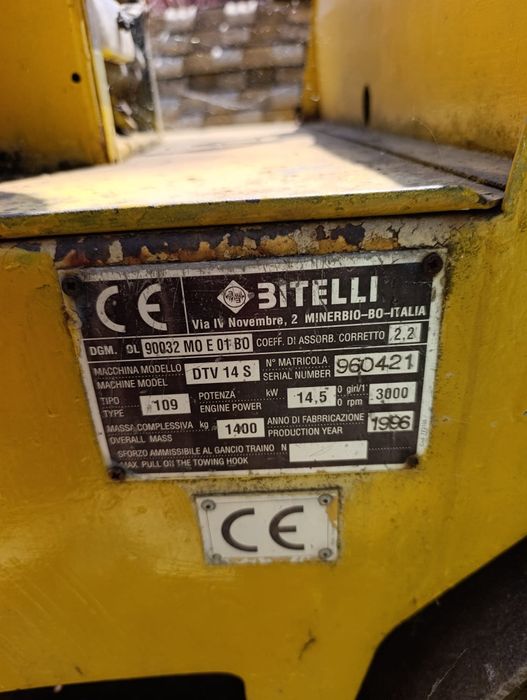 CE BITELLI
Via IV Novembre, 2 MINERBIO-BO-ITALIA
DGM. OL 90032 MO E 01 BO COEFF. DI ASSORB. CORRETTO 2,2
MACCHINA MODELLO DTV 14 S N° MATRICOLA 960421
MACHINE MODEL SERIAL NUMBER
TIPO 109 POTENZA kW 14,5 0 giri/1 3000
TYPE ENGINE POWER 0 rpm
MASSA COMPLESSIVA kg 1400 ANNO DI FABBRICAZIONE 1996
OVERALL MASS PRODUCTION YEAR
SFORZO AMMISSIBILE AL GANCIO TRAINO N
MAX. PULL ON THE TOWING HOOK
CE